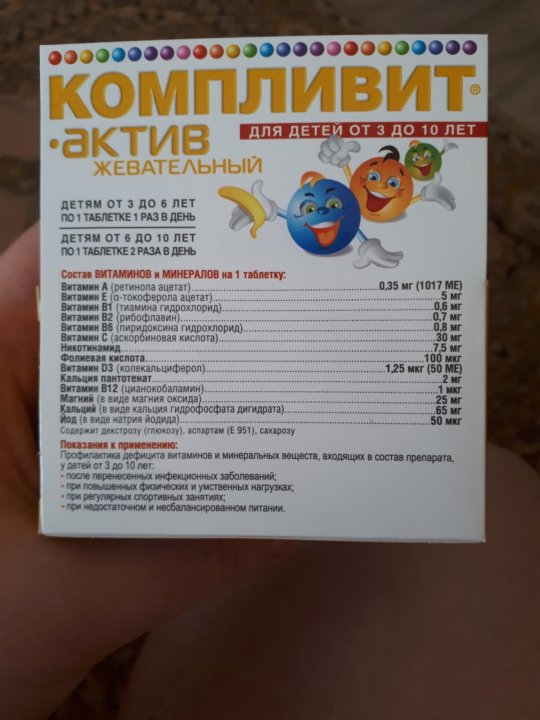 КОМПЛИВИТ®
·АКТИВ
ДЛЯ ДЕТЕЙ ОТ 3 ДО 10 ЛЕТ
ЖЕВАТЕЛЬНЫЙ
ДЕТЯМ ОТ 3 ДО 6 ЛЕТ
ПО 1 ТАБЛЕТКЕ 1 РАЗ В ДЕНЬ
ДЕТЯМ ОТ 6 ДО 10 ЛЕТ
ПО 1 ТАБЛЕТКЕ 2 РАЗА В ДЕНЬ
Состав ВИТАМИНОВ и МИНЕРАЛОВ на 1 таблетку:
Витамин А (ретинола ацетат) 0,35 мг (1017 МЕ)
Витамин Е (α-токоферола ацетат) 5 мг
Витамин В1 (тиамина гидрохлорид) 0,6 мг
Витамин В2 (рибофлавин) 0,7 мг
Витамин В6 (пиридоксина гидрохлорид) 0,8 мг
Витамин С (аскорбиновая кислота) 30 мг
Никотинамид 7,5 мг
Фолиевая кислота 100 мкг
Витамин D3 (колекальциферол) 1,25 мкг (50 МЕ)
Кальция пантотенат 2 мг
Витамин В12 (цианокобаламин) 1 мкг
Магний (в виде магния оксида) 25 мг
Кальций (в виде кальция гидрофосфата дигидрата) 65 мг
Йод (в виде натрия йодида) 50 мкг
Содержит декстрозу (глюкозу), аспартам (Е 951), сахарозу
Показания к применению:
Профилактика дефицита витаминов и минеральных веществ, входящих в состав препарата,
у детей от 3 до 10 лет:
• после перенесенных инфекционных заболеваний;
• при повышенных физических и умственных нагрузках;
• при регулярных спортивных занятиях;
• при недостаточном и несбалансированном питании.